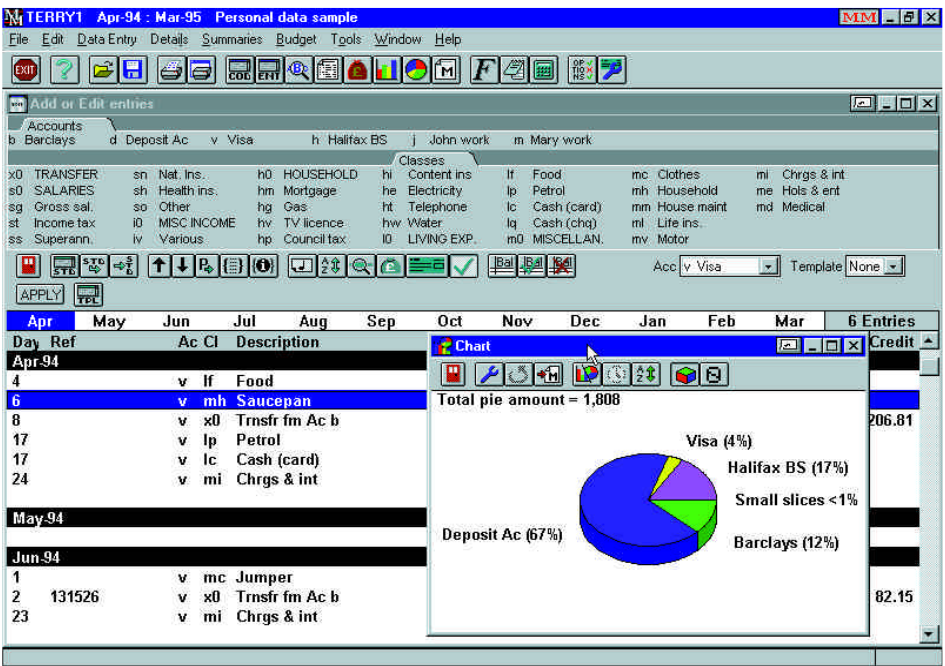 TERRY1 Apr-94 : Mar-95 Personal data sample MM
File Edit Data Entry Details Summaries Budget Tools Window Help
EXIT ? COD ENT M F OPTIONS
Add or Edit entries
Accounts
b Barclays d Deposit Ac v Visa h Halifax BS j John work m Mary work
Classes
x0 TRANSFER sn Nat. Ins. h0 HOUSEHOLD hi Content ins lf Food mc Clothes mi Chrgs & int
s0 SALARIES sh Health ins. hm Mortgage he Electricity lp Petrol mh Household me Hols & ent
sg Gross sal. so Other hg Gas ht Telephone lc Cash (card) mm House maint md Medical
st Income tax i0 MISC INCOME hv TV licence hw Water lq Cash (chq) ml Life ins.
ss Superann. iv Various hp Council tax l0 LIVING EXP. m0 MISCELLAN. mv Motor
STD STD Bal Bal Acc v Visa Template None
APPLY TPL
Apr May Jun Jul Aug Sep Oct Nov Dec Jan Feb Mar 6 Entries
Day Ref Ac Cl Description Credit
Apr-94
4 v lf Food
6 v mh Saucepan
8 v x0 Trnsfr fm Ac b 206.81
17 v lp Petrol
17 v lc Cash (card)
24 v mi Chrgs & int
May-94
Jun-94
1 v mc Jumper
2 131526 v x0 Trnsfr fm Ac b 82.15
23 v mi Chrgs & int
Chart
Total pie amount = 1,808
Visa (4%)
Halifax BS (17%)
Small slices <1%
Deposit Ac (67%)
Barclays (12%)